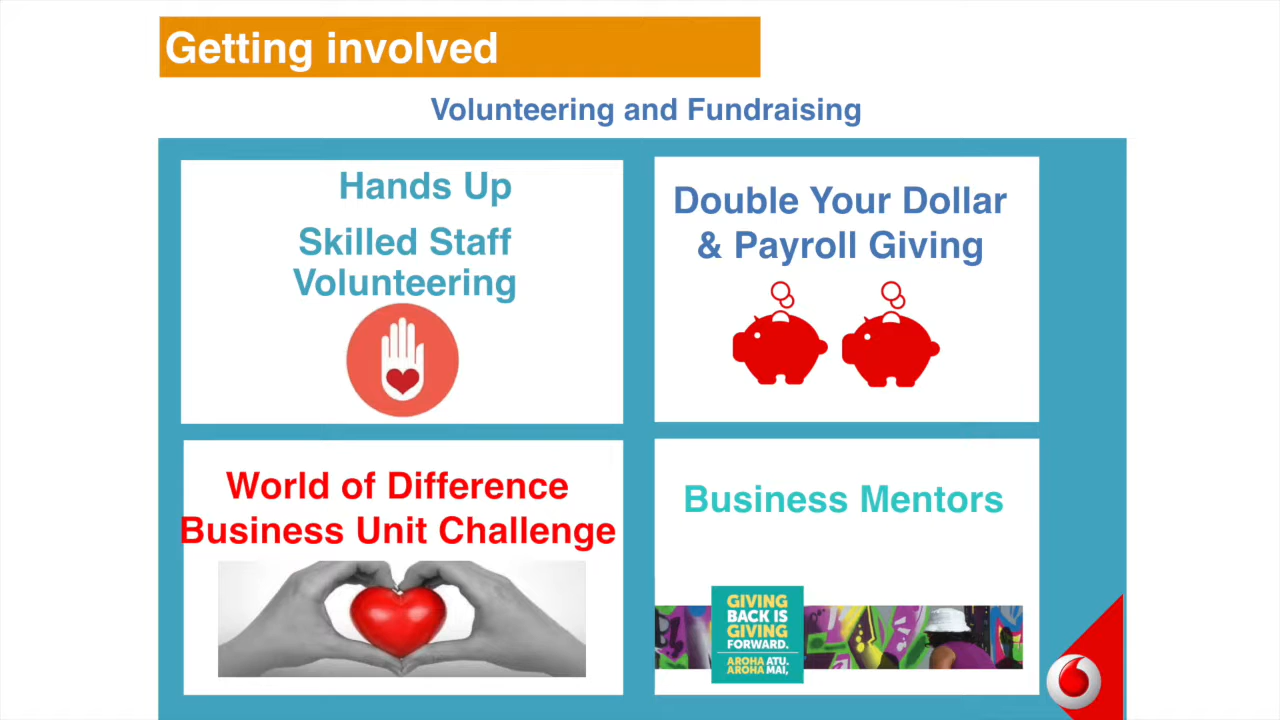 Getting involved
Volunteering and Fundraising
Hands Up
Skilled Staff
Volunteering
Double Your Dollar
& Payroll Giving
World of Difference
Business Unit Challenge
Business Mentors
GIVING
BACK IS
GIVING
FORWARD.
AROHA ATU.
AROHA MAI,